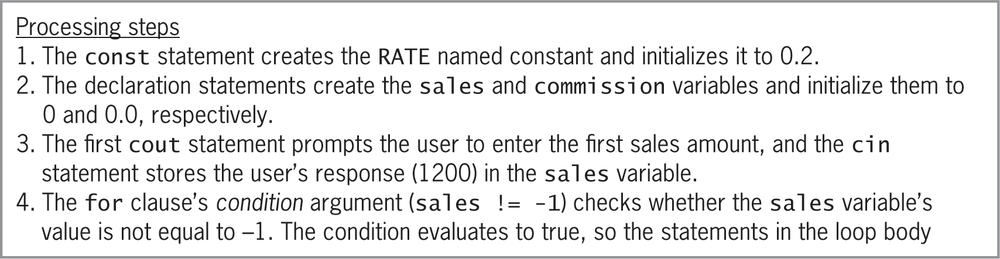 Processing steps
1. The const statement creates the RATE named constant and initializes it to 0.2.
2. The declaration statements create the sales and commission variables and initialize them to
0 and 0.0, respectively.
3. The first cout statement prompts the user to enter the first sales amount, and the cin
statement stores the user’s response (1200) in the sales variable.
4. The for clause’s condition argument (sales != -1) checks whether the sales variable’s
value is not equal to –1. The condition evaluates to true, so the statements in the loop body